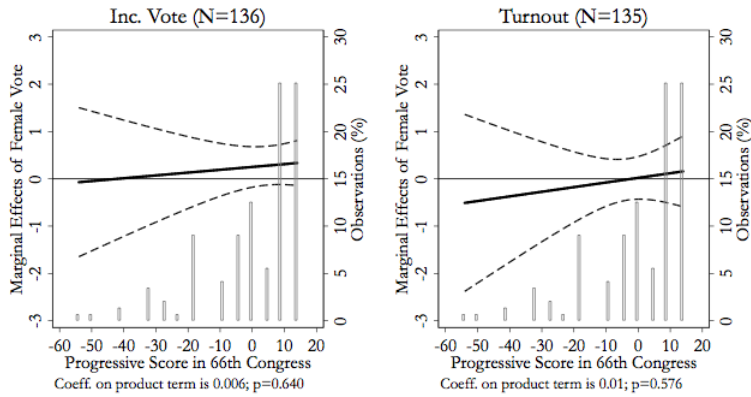 Inc. Vote (N=136)
Marginal Effects of Female Vote
3
2
1
0
-1
-2
-3
30
25
20
15
10
5
0
Observations (%)
-60 -50 -40 -30 -20 -10 0 10 20
Progressive Score in 66th Congress
Coeff. on product term is 0.006; p=0.640
Turnout (N=135)
Marginal Effects of Female Vote
3
2
1
0
-1
-2
-3
30
25
20
15
10
5
0
Observations (%)
-60 -50 -40 -30 -20 -10 0 10 20
Progressive Score in 66th Congress
Coeff. on product term is 0.01; p=0.576